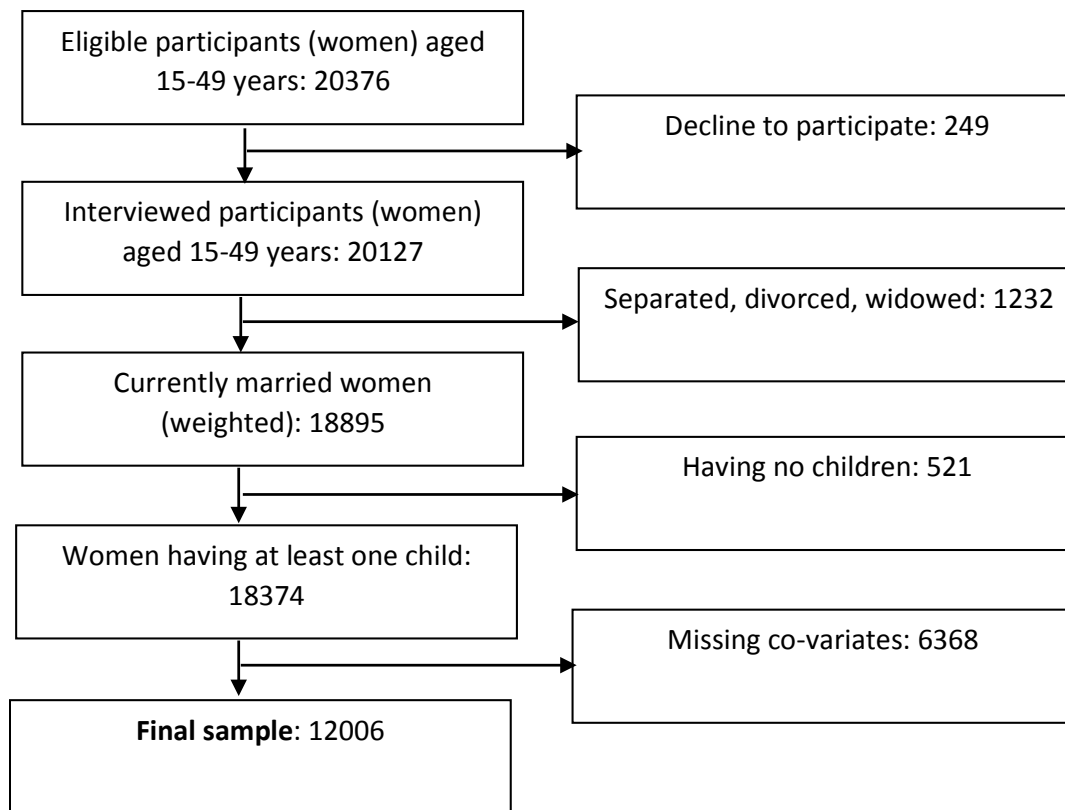 Eligible participants (women) aged
15-49 years: 20376
Decline to participate: 249
Interviewed participants (women)
aged 15-49 years: 20127
Separated, divorced, widowed: 1232
Currently married women
(weighted): 18895
Having no children: 521
Women having at least one child:
18374
Missing co-variates: 6368
Final sample: 12006